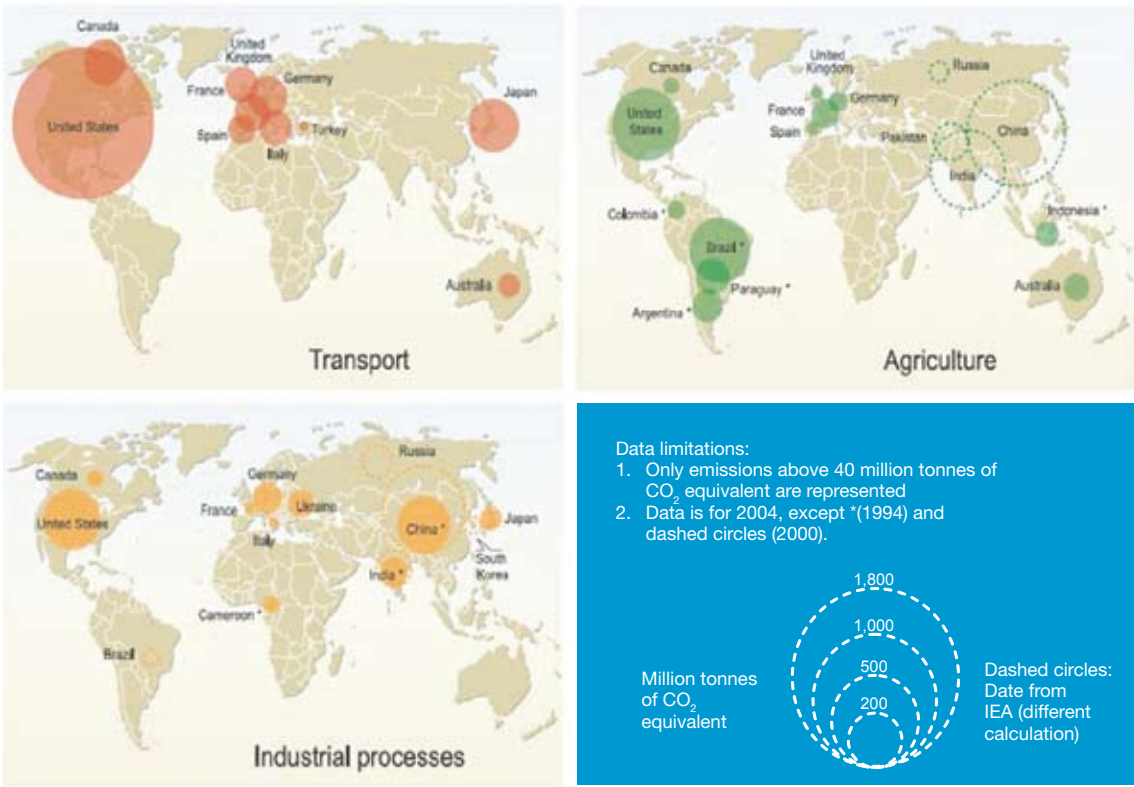 Canada
United
Kingdom
Germany
France
Japan
United States
Spain
Turkey
Italy
Australia
Transport
United
Kingdom
Russia
Canada
Germany
United
States
France
China
Spain
Pakistan
India
Colombia *
Indonesia *
Brazil *
Australia
Paraguay *
Argentina *
Agriculture
Russia
Canada
Germany
Ukraine
United States
France
China *
Japan
Italy
South
Korea
India *
Cameroon *
Brazil
Industrial processes
Data limitations:
1. Only emissions above 40 million tonnes of
CO2 equivalent are represented
2. Data is for 2004, except *(1994) and
dashed circles (2000).
1,800
1,000
500
200
Million tonnes
of CO2
equivalent
Dashed circles:
Date from
IEA (different
calculation)